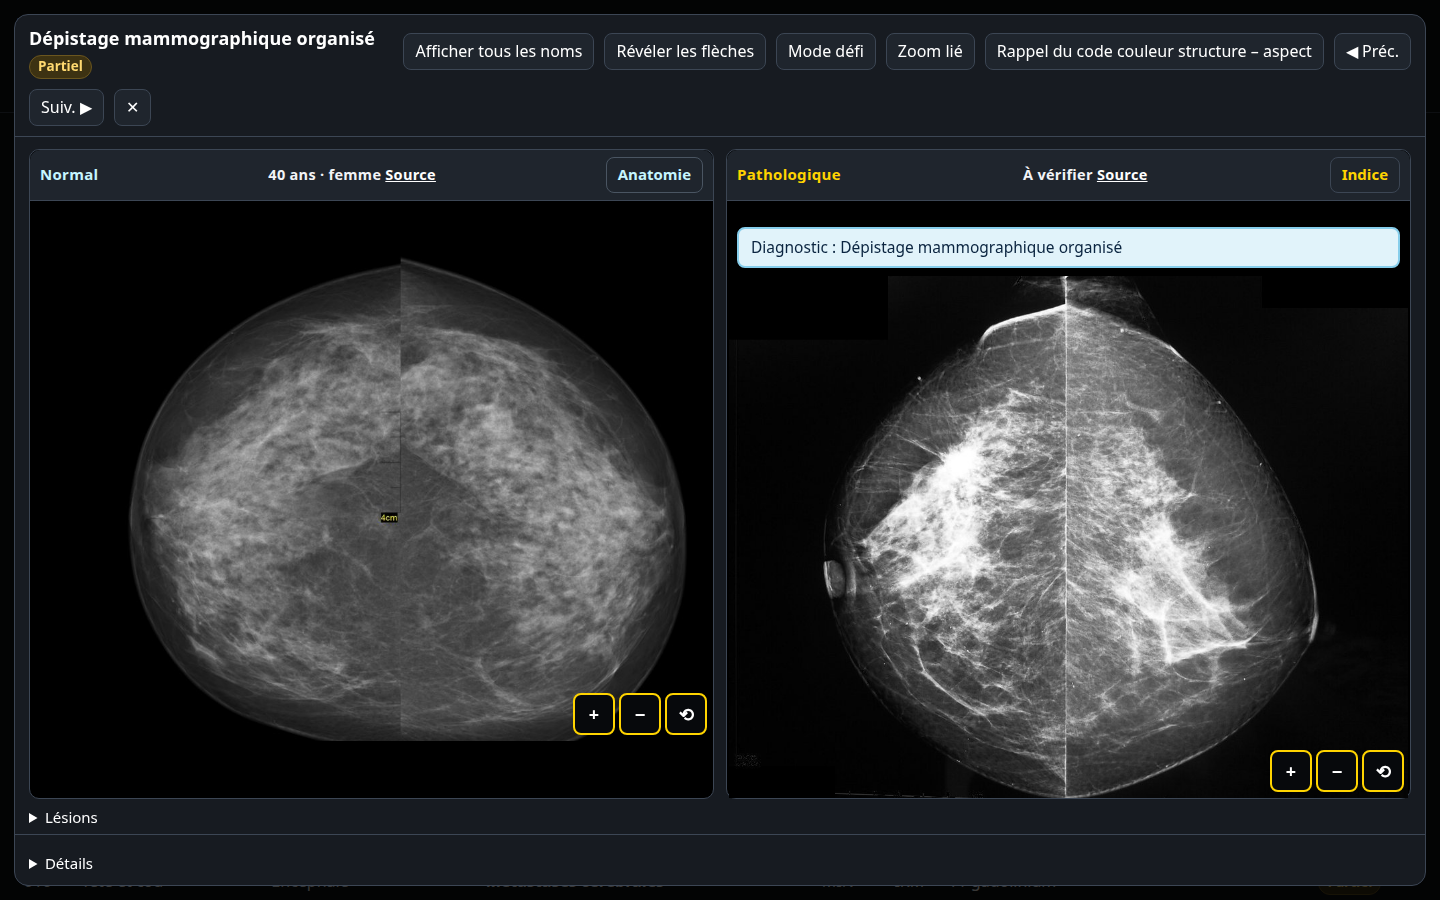 Dépistage mammographique organisé
Partiel
Afficher tous les noms
Révéler les flèches
Mode défi
Zoom lié
Rappel du code couleur structure – aspect
◀ Préc.
Suiv. ▶
✕
Normal
40 ans · femme Source
Anatomie
Pathologique
À vérifier Source
Indice
Diagnostic : Dépistage mammographique organisé
4cm
+
−
⟲
+
−
⟲
▶ Lésions
▶ Détails